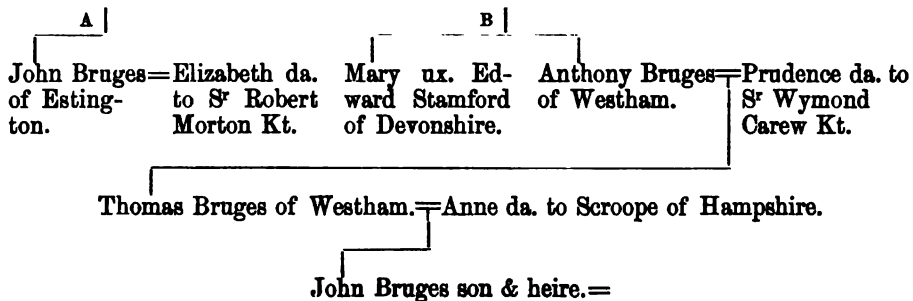 A B
John Bruges=Elizabeth da. Mary ux. Ed- Anthony Bruges=Prudence da. to
of Esting- to Sr Robert ward Stamford of Westham. Sr Wymond
ton. Morton Kt. of Devonshire. Carew Kt.
Thomas Bruges of Westham.=Anne da. to Scroope of Hampshire.
John Bruges son & heire.=